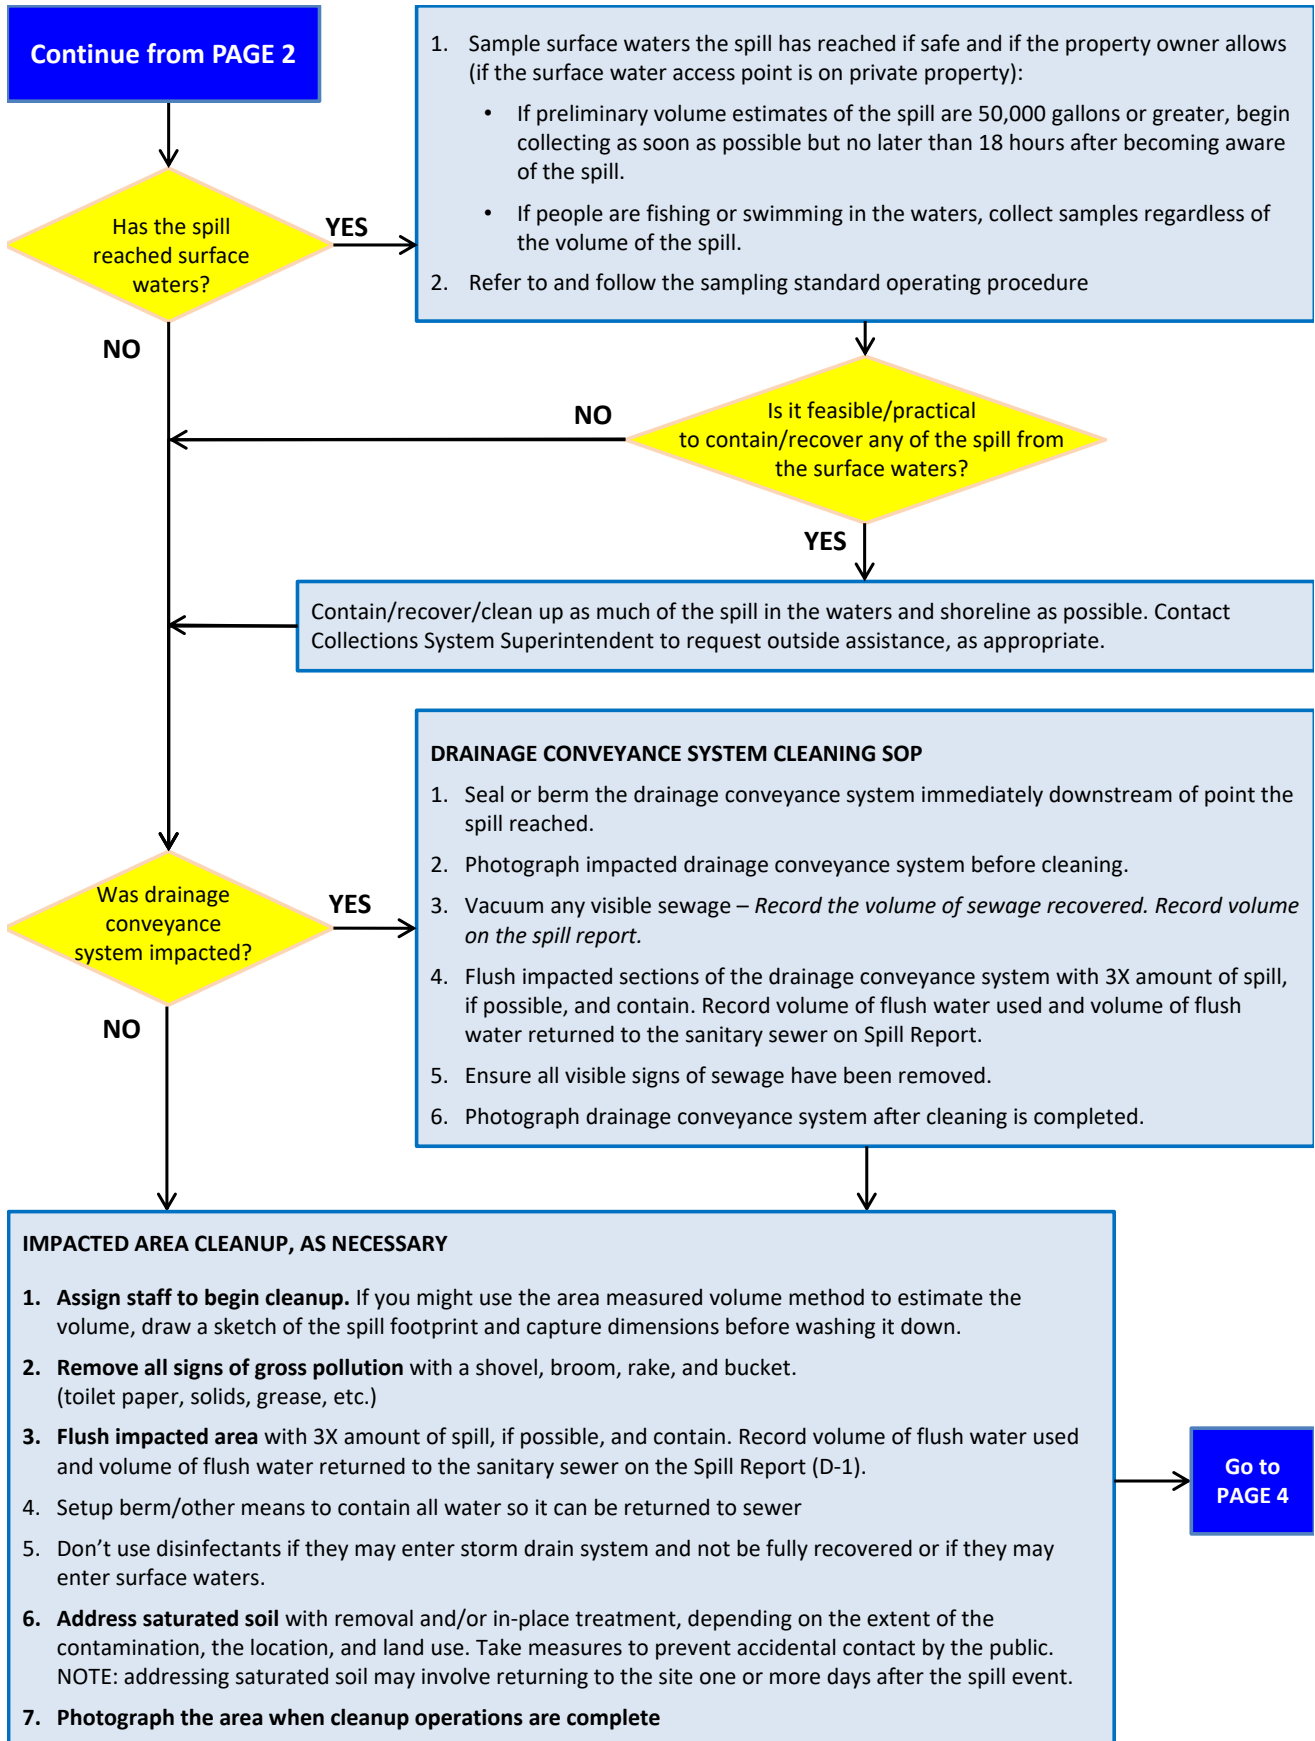 Continue from PAGE 2
1. Sample surface waters the spill has reached if safe and if the property owner allows
(if the surface water access point is on private property):
• If preliminary volume estimates of the spill are 50,000 gallons or greater, begin
collecting as soon as possible but no later than 18 hours after becoming aware
of the spill.
• If people are fishing or swimming in the waters, collect samples regardless of
the volume of the spill.
2. Refer to and follow the sampling standard operating procedure
Has the spill
reached surface
waters?
YES
NO
Is it feasible/practical
to contain/recover any of the spill from
the surface waters?
NO
YES
Contain/recover/clean up as much of the spill in the waters and shoreline as possible. Contact
Collections System Superintendent to request outside assistance, as appropriate.
Was drainage
conveyance
system impacted?
YES
NO
DRAINAGE CONVEYANCE SYSTEM CLEANING SOP
1. Seal or berm the drainage conveyance system immediately downstream of point the
spill reached.
2. Photograph impacted drainage conveyance system before cleaning.
3. Vacuum any visible sewage – Record the volume of sewage recovered. Record volume
on the spill report.
4. Flush impacted sections of the drainage conveyance system with 3X amount of spill,
if possible, and contain. Record volume of flush water used and volume of flush
water returned to the sanitary sewer on Spill Report.
5. Ensure all visible signs of sewage have been removed.
6. Photograph drainage conveyance system after cleaning is completed.
IMPACTED AREA CLEANUP, AS NECESSARY
1. Assign staff to begin cleanup. If you might use the area measured volume method to estimate the
volume, draw a sketch of the spill footprint and capture dimensions before washing it down.
2. Remove all signs of gross pollution with a shovel, broom, rake, and bucket.
(toilet paper, solids, grease, etc.)
3. Flush impacted area with 3X amount of spill, if possible, and contain. Record volume of flush water used
and volume of flush water returned to the sanitary sewer on the Spill Report (D-1).
4. Setup berm/other means to contain all water so it can be returned to sewer
5. Don’t use disinfectants if they may enter storm drain system and not be fully recovered or if they may
enter surface waters.
6. Address saturated soil with removal and/or in-place treatment, depending on the extent of the
contamination, the location, and land use. Take measures to prevent accidental contact by the public.
NOTE: addressing saturated soil may involve returning to the site one or more days after the spill event.
7. Photograph the area when cleanup operations are complete
Go to
PAGE 4